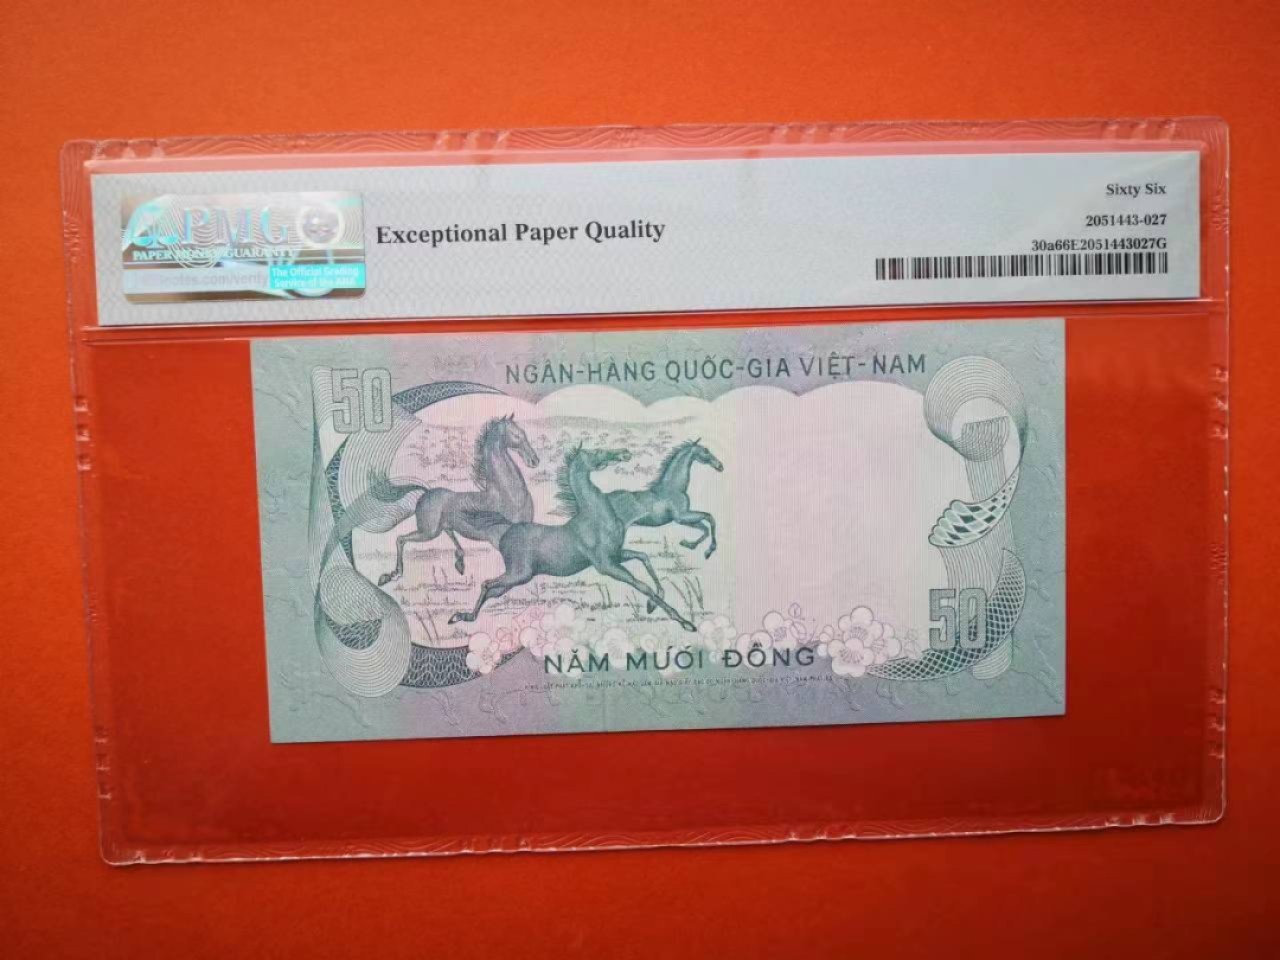 PMG
PAPER MONEY GUARANTY
The Official Grading
Service of the ANA
Exceptional Paper Quality
Sixty Six
2051443-027
30a66E2051443027G
50
NGÂN-HÀNG QUỐC-GIA VIỆT-NAM
50
NĂM MƯƠI ĐỒNG